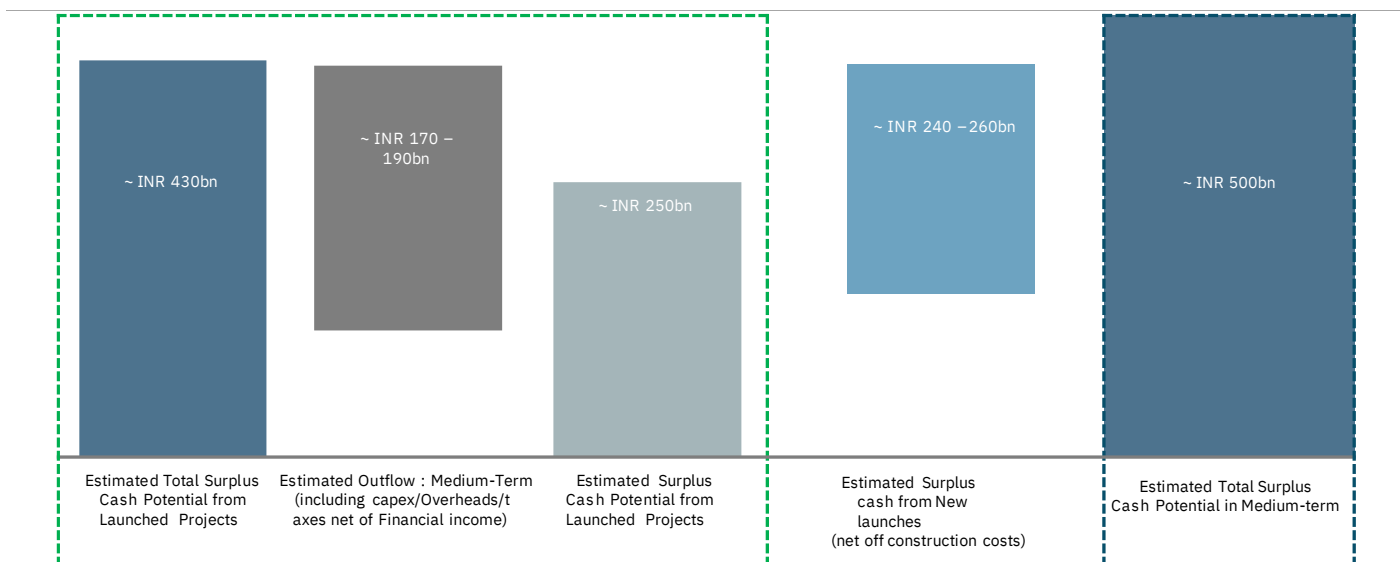 ~ INR 430bn
~ INR 170 –
190bn
~ INR 250bn
~ INR 240 –260bn
~ INR 500bn
Estimated Total Surplus
Cash Potential from
Launched Projects
Estimated Outflow : Medium-Term
(including capex/Overheads/t
axes net of Financial income)
Estimated Surplus
Cash Potential from
Launched Projects
Estimated Surplus
cash from New
launches
(net off construction costs)
Estimated Total Surplus
Cash Potential in Medium-term